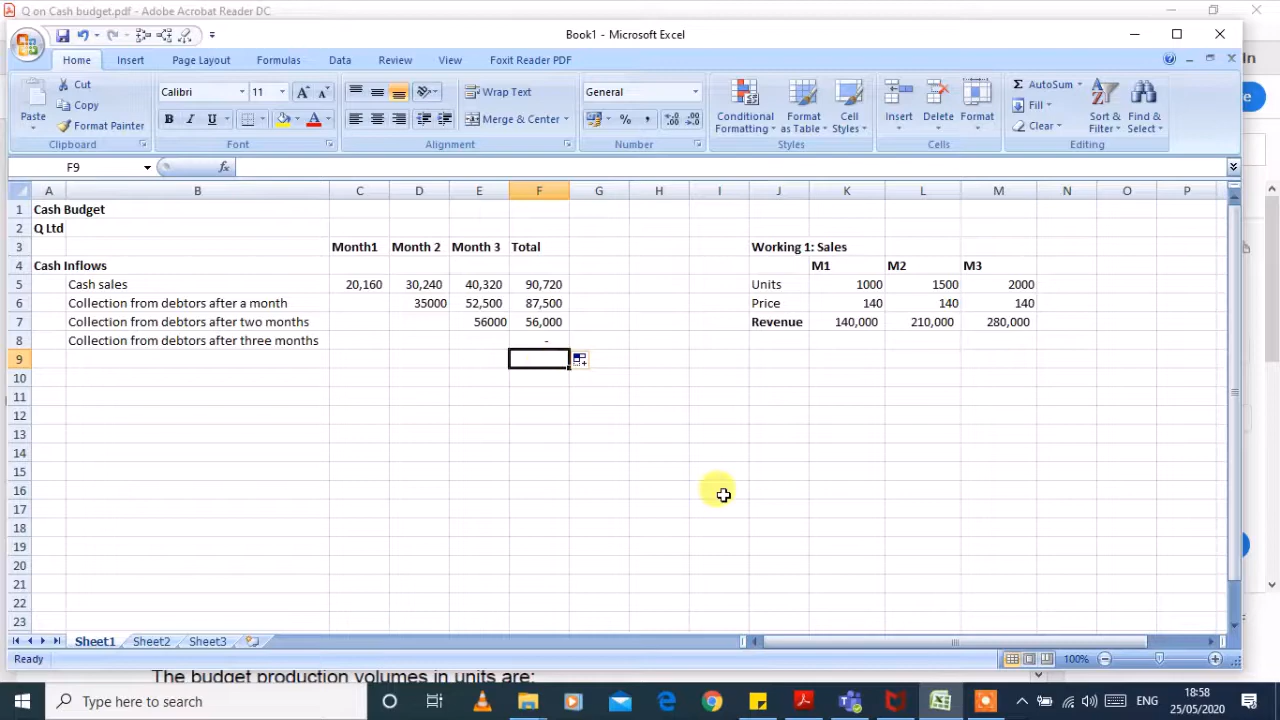 Q on Cash budget.pdf - Adobe Acrobat Reader DC
Book1 - Microsoft Excel
Home Insert Page Layout Formulas Data Review View Foxit Reader PDF
In
Paste
Cut
Copy
Format Painter
Clipboard
Calibri 11
B I U
Font
Wrap Text
Merge & Center
Alignment
General
%
Number
Conditional Formatting
Format as Table
Cell Styles
Styles
Insert Delete Format
Cells
AutoSum
Fill
Clear
Sort & Filter
Find & Select
Editing
F9 fx
A B C D E F G H I J K L M N O P
1 Cash Budget
2 Q Ltd
3 Month1 Month 2 Month 3 Total Working 1: Sales
4 Cash Inflows M1 M2 M3
5 Cash sales 20,160 30,240 40,320 90,720 Units 1000 1500 2000
6 Collection from debtors after a month 35000 52,500 87,500 Price 140 140 140
7 Collection from debtors after two months 56000 56,000 Revenue 140,000 210,000 280,000
8 Collection from debtors after three months -
9
10
11
12
13
14
15
16
17
18
19
20
21
22
23
Sheet1 Sheet2 Sheet3
Ready 100%
The budget production volumes in units are:
Type here to search
ENG
18:58
25/05/2020